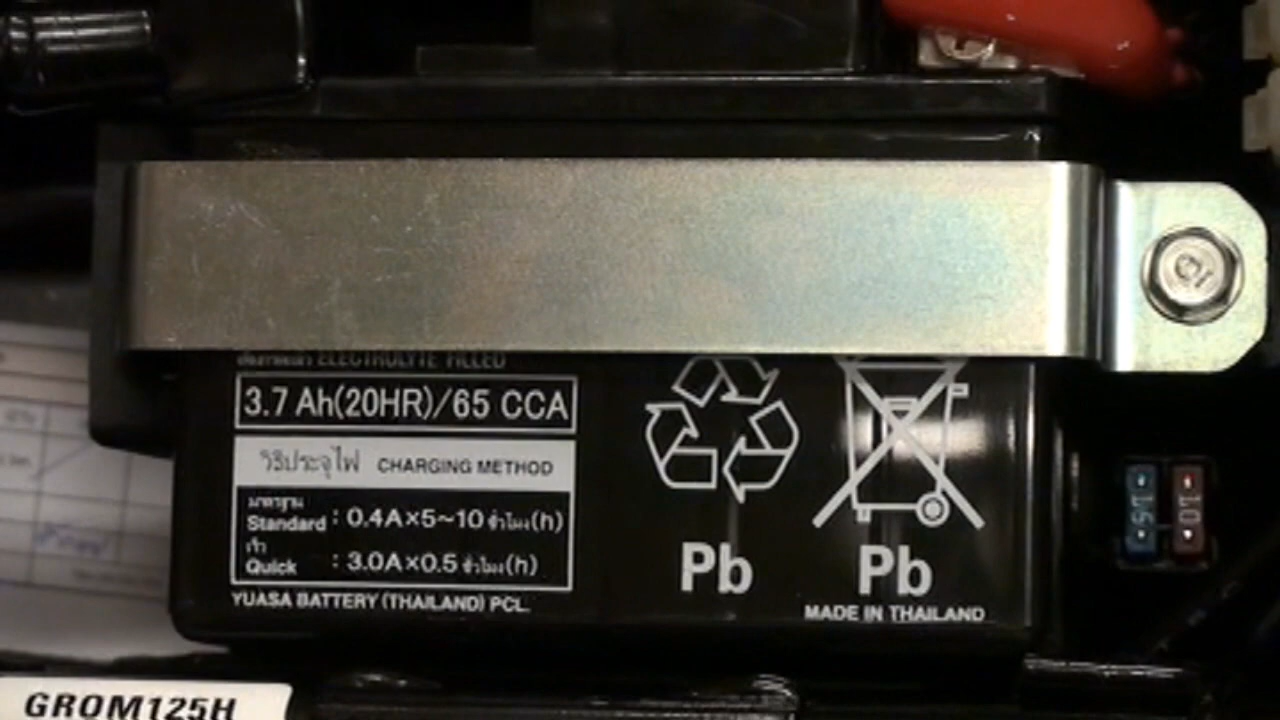 ELECTROLYTE FILLED
3.7 Ah(20HR)/65 CCA
วิธีประจุไฟ CHARGING METHOD
มาตรฐาน
Standard : 0.4A×5~10 ชั่วโมง(h)
เร็ว
Quick : 3.0A×0.5 ชั่วโมง(h)
YUASA BATTERY (THAILAND) PCL.
Pb
Pb
MADE IN THAILAND
15
10
GROM125H